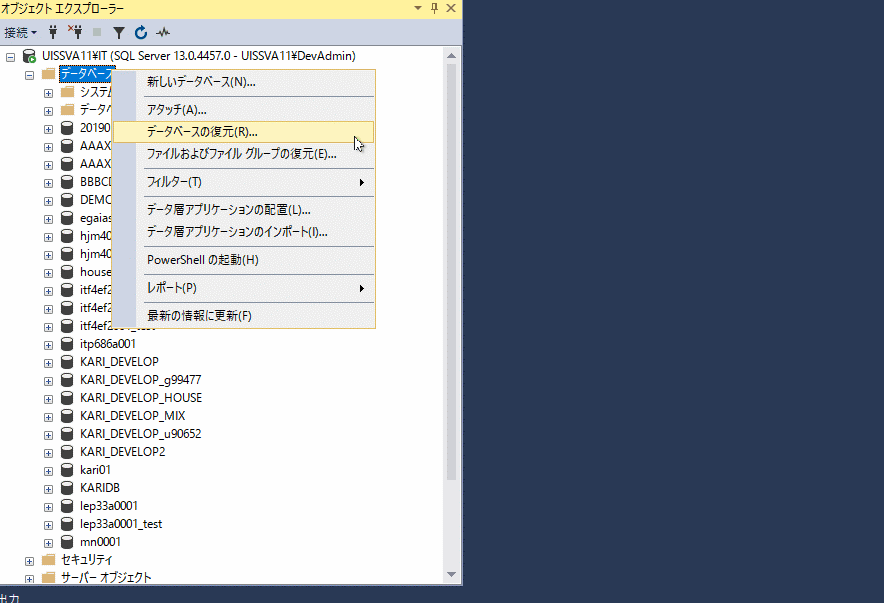 オブジェクト エクスプローラー
接続
UISSVA11¥IT (SQL Server 13.0.4457.0 - UISSVA11¥DevAdmin)
データベース
新しいデータベース(N)...
アタッチ(A)...
データベースの復元(R)...
ファイルおよびファイル グループの復元(E)...
フィルター(T)
データ層アプリケーションの配置(L)...
データ層アプリケーションのインポート(I)...
PowerShell の起動(H)
レポート(P)
最新の情報に更新(F)
システム
データベ
20190
AAAX
AAAX
BBBCD
DEMO
egaias
hjm40
hjm40
house
itf4ef2
itf4ef2
itp686a001
KARI_DEVELOP
KARI_DEVELOP_g99477
KARI_DEVELOP_HOUSE
KARI_DEVELOP_MIX
KARI_DEVELOP_u90652
KARI_DEVELOP2
kari01
KARIDB
lep33a0001
lep33a0001_test
mn0001
セキュリティ
サーバー オブジェクト
出力